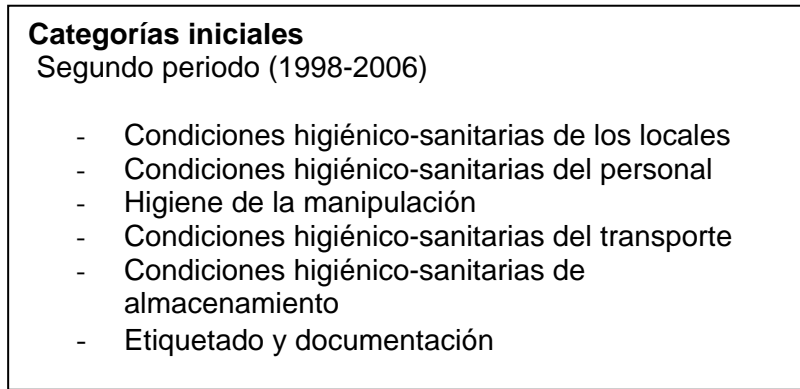 Categorías iniciales
Segundo periodo (1998-2006)
- Condiciones higiénico-sanitarias de los locales
- Condiciones higiénico-sanitarias del personal
- Higiene de la manipulación
- Condiciones higiénico-sanitarias del transporte
- Condiciones higiénico-sanitarias de
almacenamiento
- Etiquetado y documentación